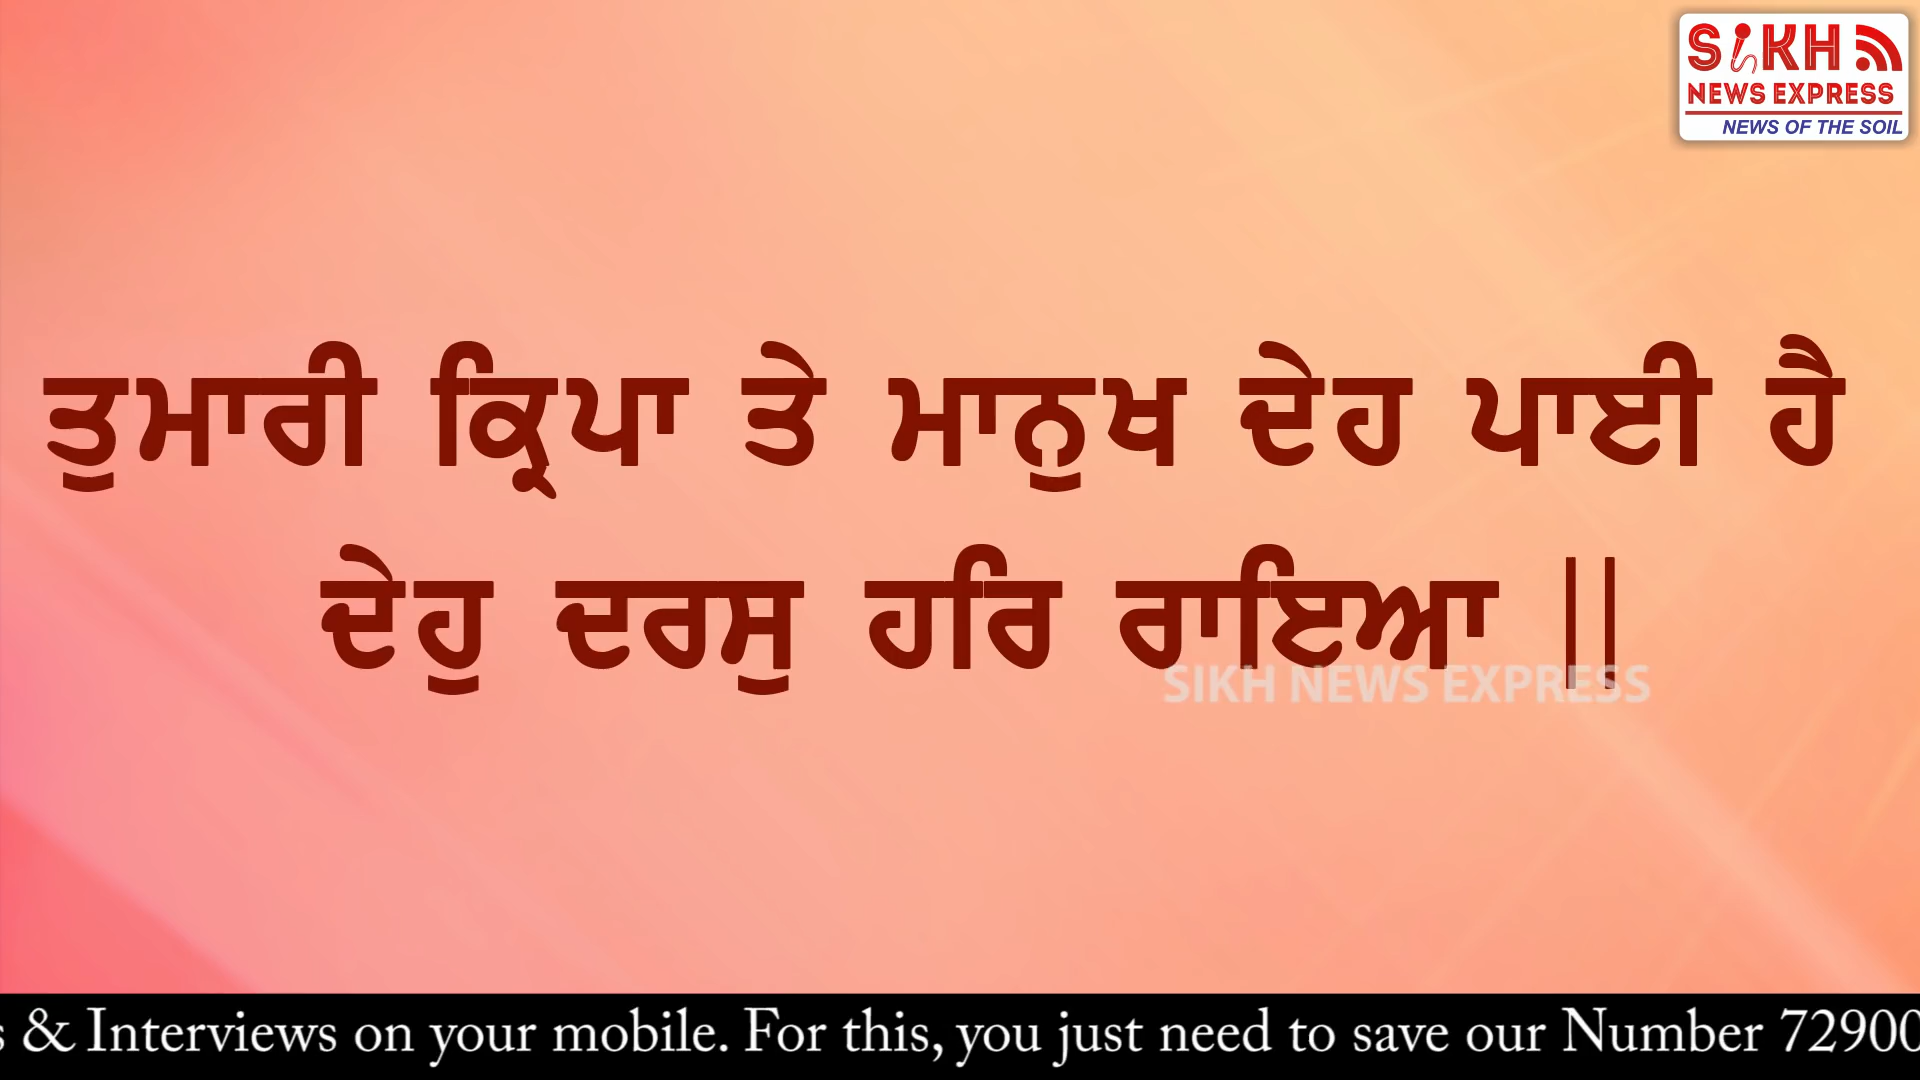 SiKH
NEWS EXPRESS
NEWS OF THE SOIL
ਤੁਮਾਰੀ ਕ੍ਰਿਪਾ ਤੇ ਮਾਨੁਖ ਦੇਹ ਪਾਈ ਹੈ
ਦੇਹੁ ਦਰਸੁ ਹਰਿ ਰਾਇਆ ||
SIKH NEWS EXPRESS
& Interviews on your mobile. For this, you just need to save our Number 72900